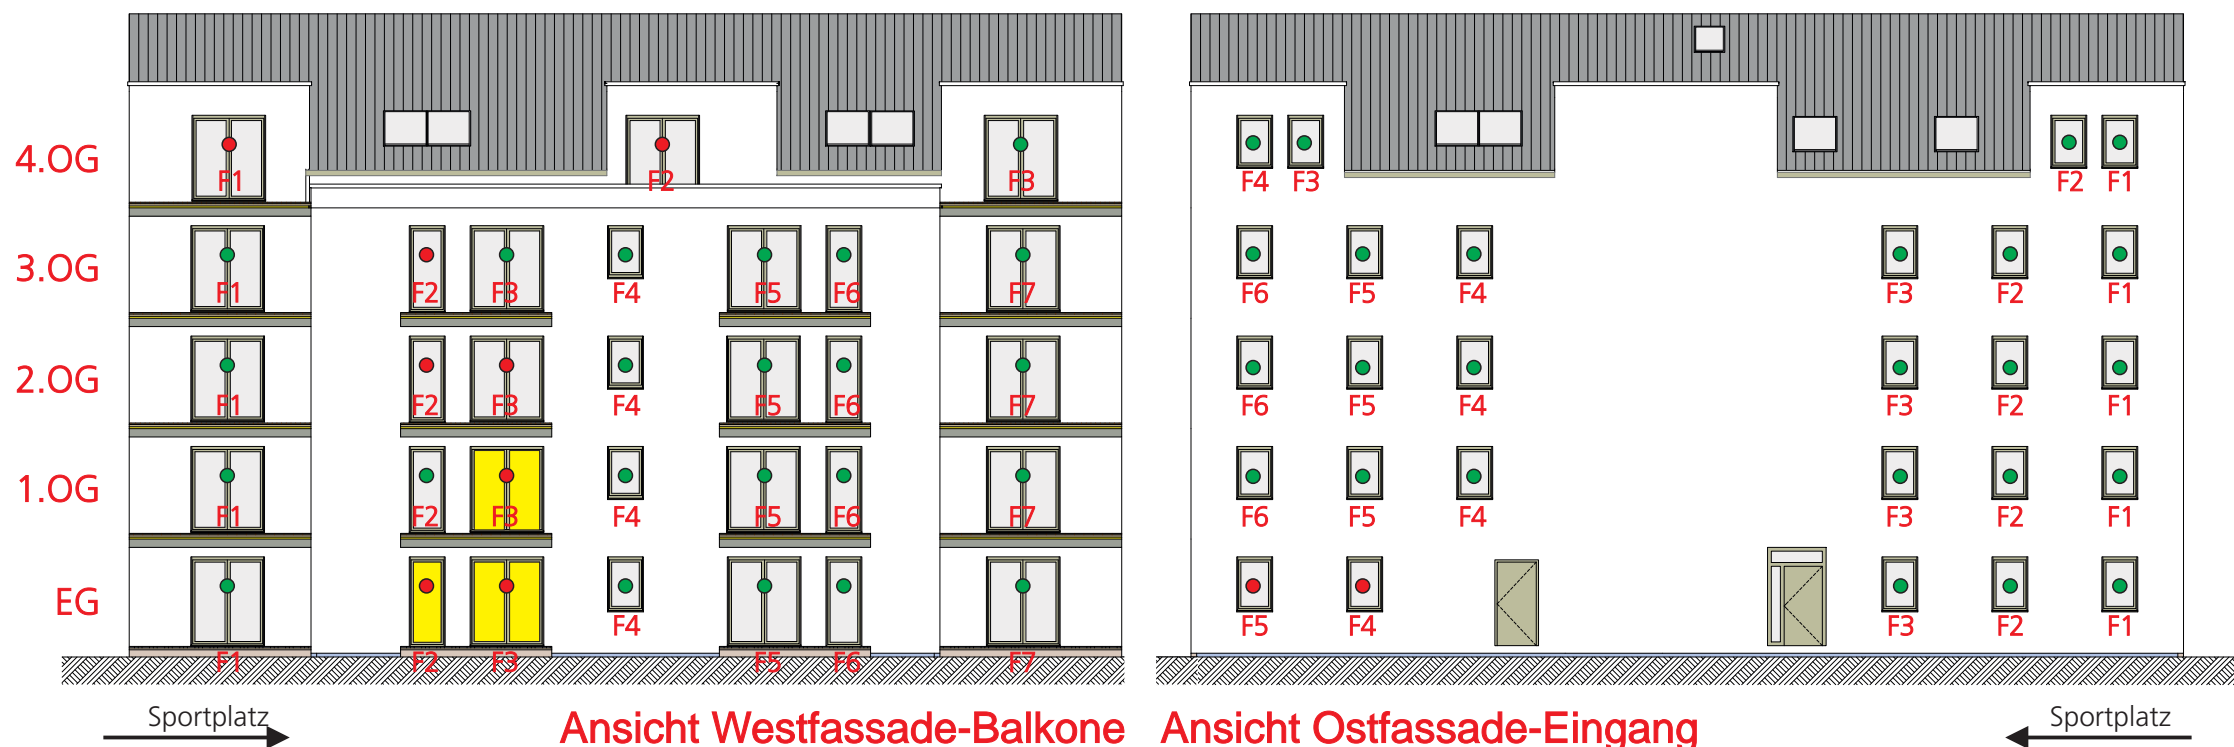 4.OG F1 F2 F3 F4 F3 F2 F1
3.OG F1 F2 F3 F4 F5 F6 F7 F6 F5 F4 F3 F2 F1
2.OG F1 F2 F3 F4 F5 F6 F7 F6 F5 F4 F3 F2 F1
1.OG F1 F2 F3 F4 F5 F6 F7 F6 F5 F4 F3 F2 F1
EG F1 F2 F3 F4 F5 F6 F7 F5 F4 F3 F2 F1
Sportplatz Ansicht Westfassade-Balkone Ansicht Ostfassade-Eingang Sportplatz